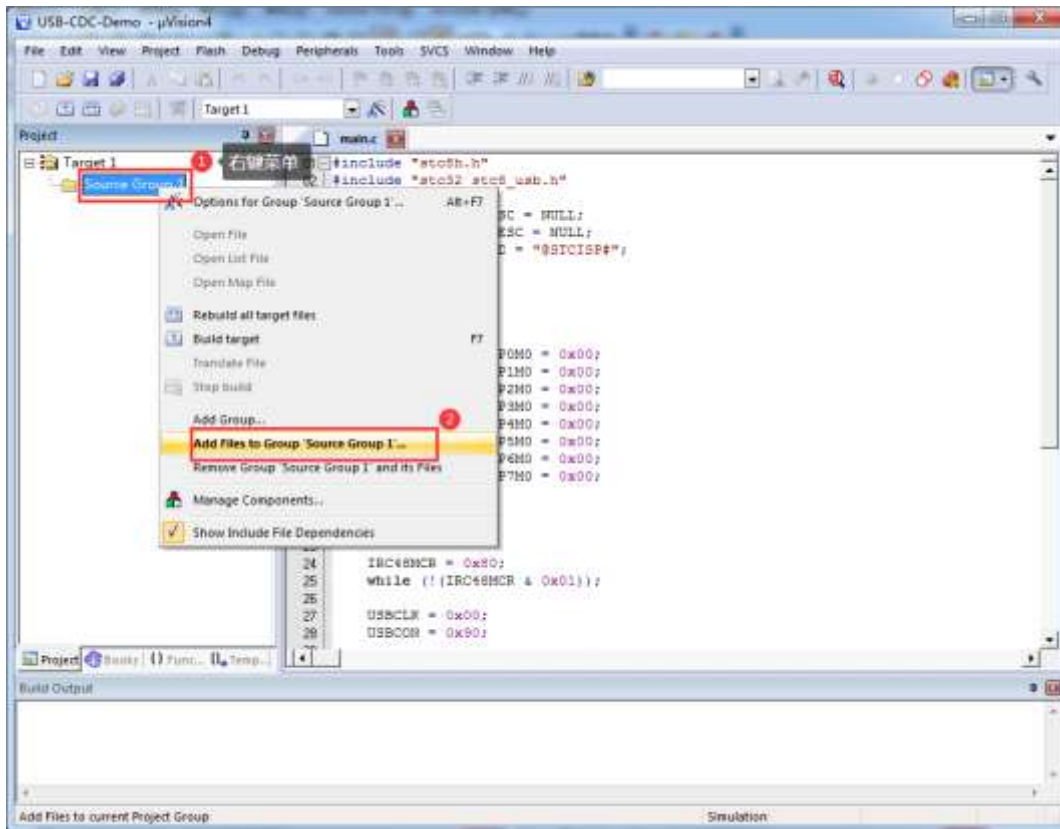 USB-CDC-Demo - µVision4
File Edit View Project Flash Debug Peripherals Tools SVCS Window Help
Target 1
Project
main.c
Target 1
1 右键菜单
Source Group 1
#include "stc8h.h"
02 #include "stc32_stc8_usb.h"
SC = NULL;
ESC = NULL;
= "@STCISP#";
Options for Group 'Source Group 1'... Alt+F7
Open File
Open List File
Open Map File
Rebuild all target files
Build target F7
Translate File
Stop build
Add Group...
2
Add Files to Group 'Source Group 1'...
Remove Group 'Source Group 1' and its Files
Manage Components...
Show Include File Dependencies
P0M0 = 0x00;
P1M0 = 0x00;
P2M0 = 0x00;
P3M0 = 0x00;
P4M0 = 0x00;
P5M0 = 0x00;
P6M0 = 0x00;
P7M0 = 0x00;
24 IRC48MCR = 0x80;
25 while (!(IRC48MCR & 0x01));
26
27 USBCLK = 0x00;
28 USBCON = 0x90;
Project Books {} Func... Temp...
Build Output
Add Files to current Project Group Simulation